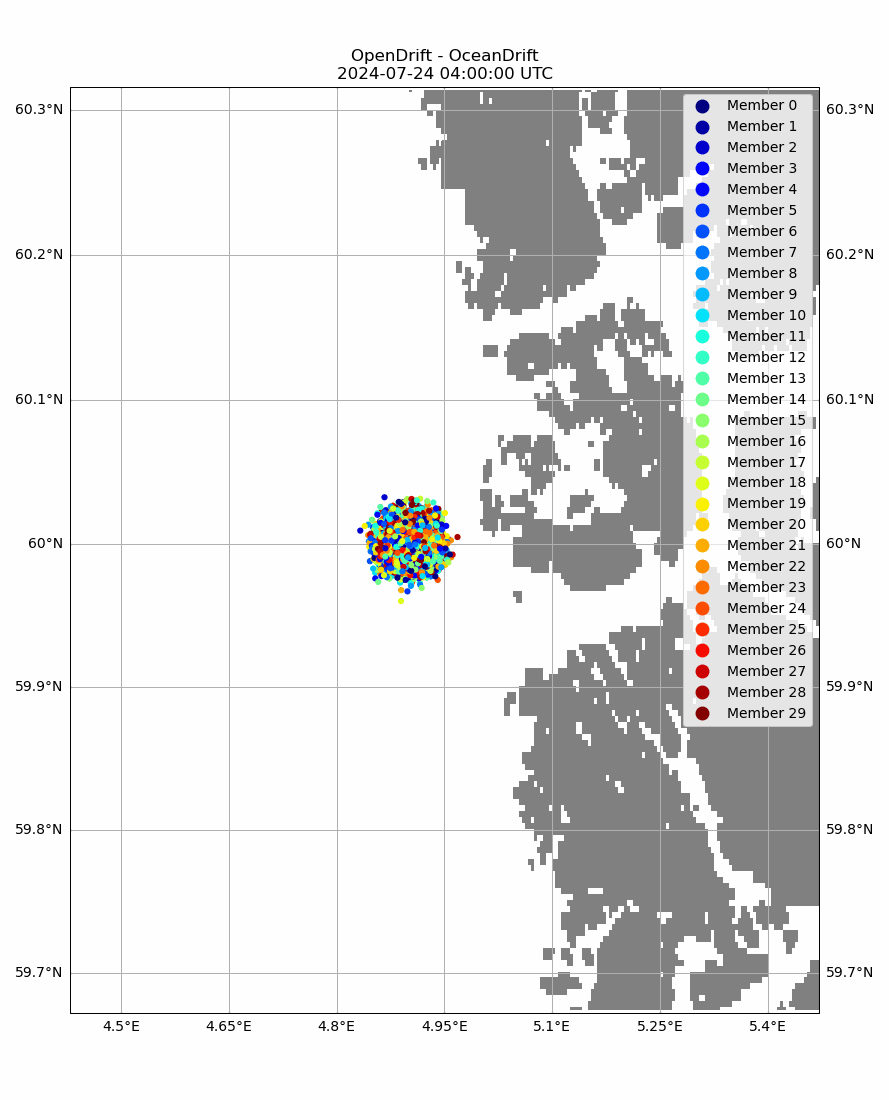 OpenDrift - OceanDrift
2024-07-24 04:00:00 UTC
60.3°N
60.3°N
60.2°N
60.2°N
60.1°N
60.1°N
60°N
60°N
59.9°N
59.9°N
59.8°N
59.8°N
59.7°N
59.7°N
4.5°E
4.65°E
4.8°E
4.95°E
5.1°E
5.25°E
5.4°E
Member 0
Member 1
Member 2
Member 3
Member 4
Member 5
Member 6
Member 7
Member 8
Member 9
Member 10
Member 11
Member 12
Member 13
Member 14
Member 15
Member 16
Member 17
Member 18
Member 19
Member 20
Member 21
Member 22
Member 23
Member 24
Member 25
Member 26
Member 27
Member 28
Member 29